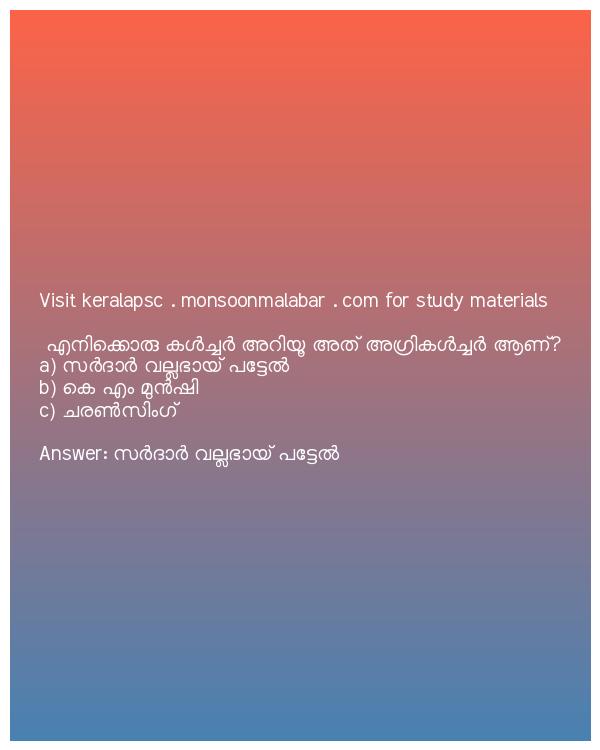 Visit keralapsc . monsoonmalabar . com for study materials
എനിക്കൊരു കൾച്ചർ അറിയൂ അത് അഗ്രികൾച്ചർ ആണ്?
a) സർദാർ വല്ലഭായ് പട്ടേൽ
b) കെ എം മുൻഷി
c) ചരൺസിംഗ്
Answer: സർദാർ വല്ലഭായ് പട്ടേൽ